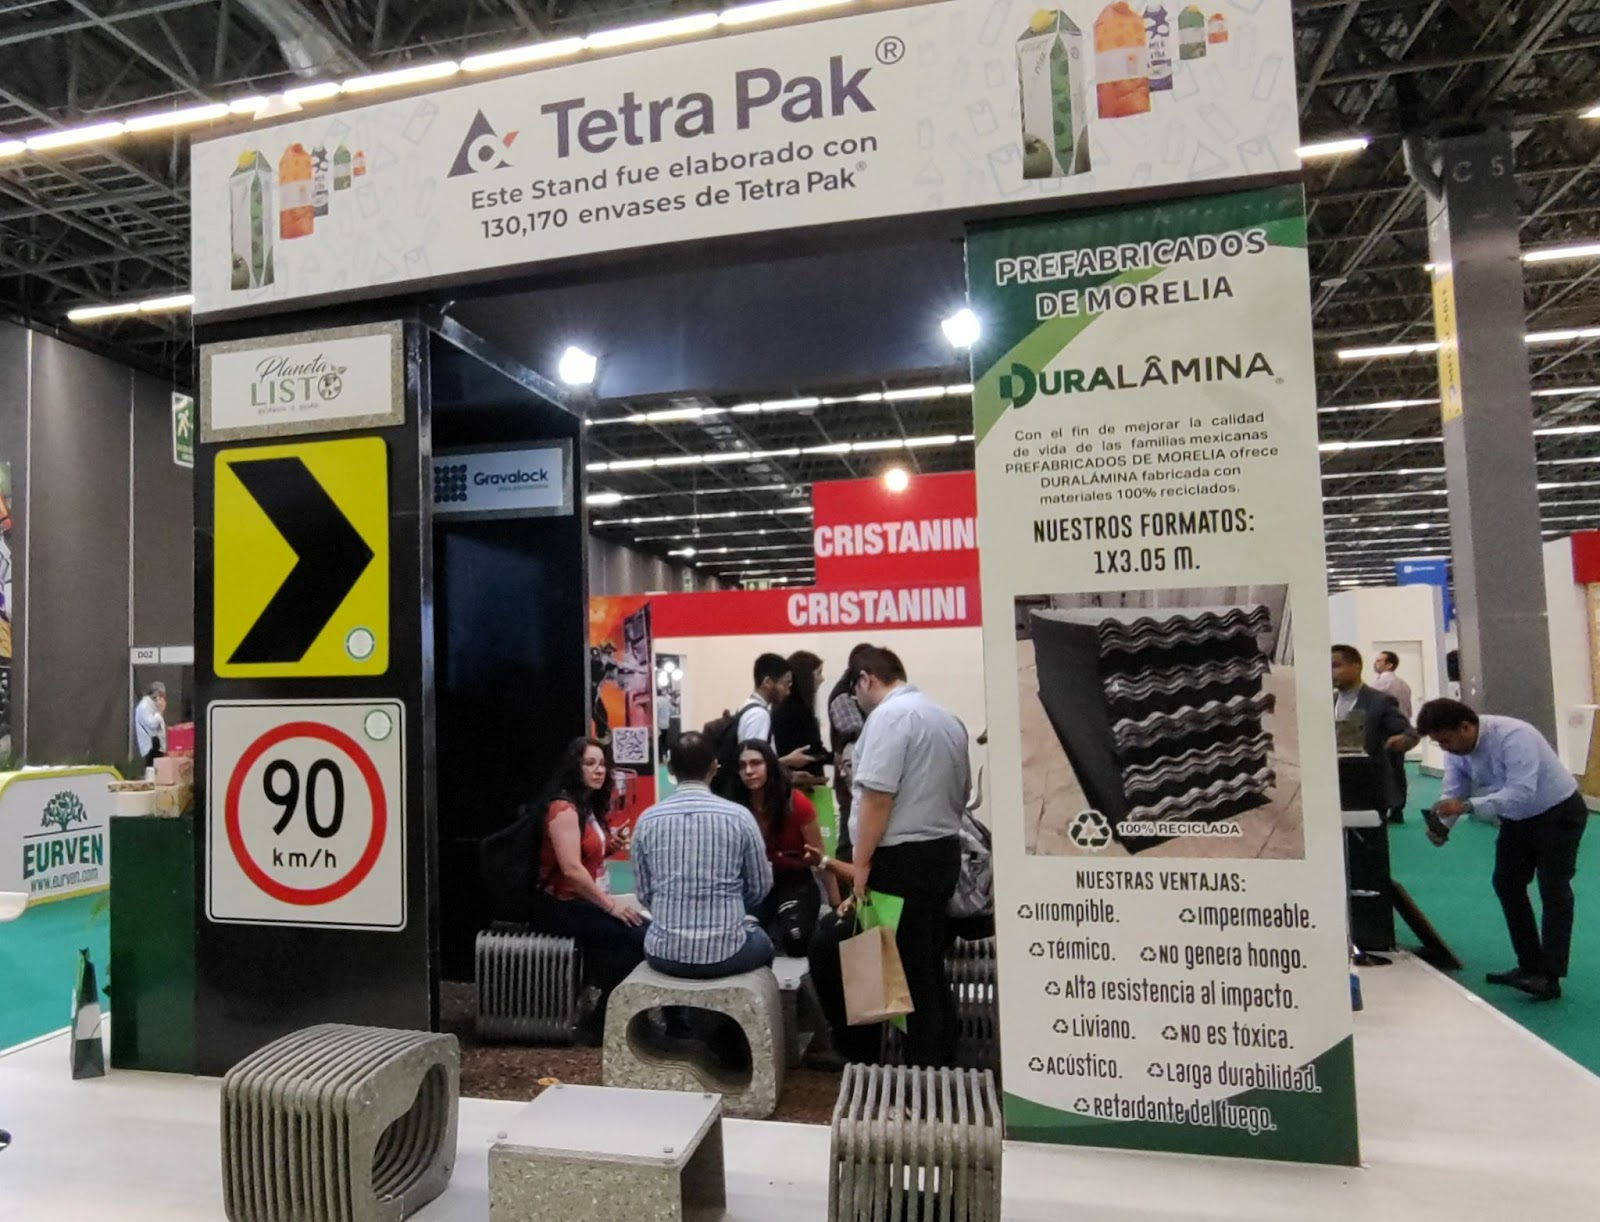 Tetra Pak®
Este Stand fue elaborado con
130,170 envases de Tetra Pak®
C 5
Planeta
LISTO
Gravalock
90
km/h
D02
EURVEN
www.eurven.com
CRISTANINI
CRISTANINI
PREFABRICADOS
DE MORELIA
DURALÂMINA
Con el fin de mejorar la calidad
de vida de las familias mexicanas
PREFABRICADOS DE MORELIA ofrece
DURALÁMINA fabricada con
materiales 100% reciclados.
NUESTROS FORMATOS:
1X3.05 M.
100% RECICLADA
NUESTRAS VENTAJAS:
Irrompible. Impermeable.
Térmico. No genera hongo.
Alta resistencia al impacto.
Liviano. No es tóxica.
Acústico. Larga durabilidad.
Retardante del fuego.